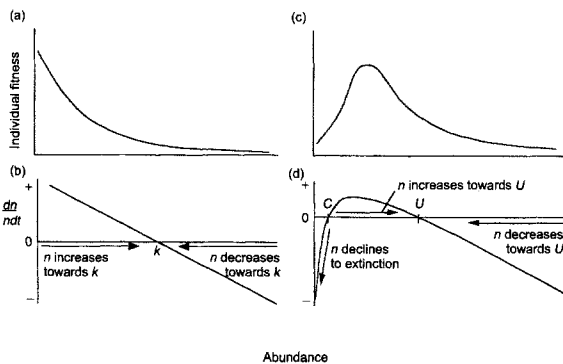 (a)
Individual fitness
(c)
(b)
+
dn
ndt
0
k
n increases
towards k
n decreases
towards k
−
(d)
+
n increases towards U
C
U
0
n declines
to extinction
n decreases
towards U
−
Abundance